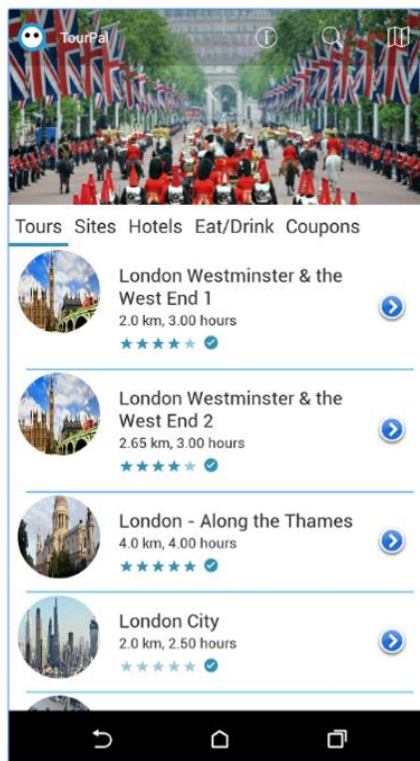 TourPal
Tours Sites Hotels Eat/Drink Coupons
London Westminster & the
West End 1
2.0 km, 3.00 hours
London Westminster & the
West End 2
2.65 km, 3.00 hours
London - Along the Thames
4.0 km, 4.00 hours
London City
2.0 km, 2.50 hours